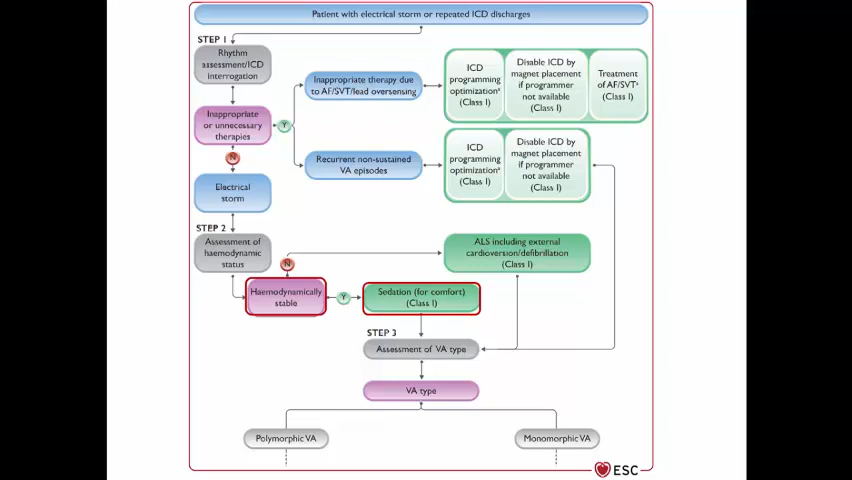 Patient with electrical storm or repeated ICD discharges
STEP 1
Rhythm
assessment/ICD
interrogation
Inappropriate therapy due
to AF/SVT/lead oversensing
ICD
programming
optimizationᵃ
(Class I)
Disable ICD by
magnet placement
if programmer
not available
(Class I)
Treatment
of AF/SVTᵃ
(Class I)
Inappropriate
or unnecessary
therapies
Y
N
Recurrent non-sustained
VA episodes
ICD
programming
optimizationᵃ
(Class I)
Disable ICD by
magnet placement
if programmer
not available
(Class I)
Electrical
storm
STEP 2
Assessment of
haemodynamic
status
N
ALS including external
cardioversion/defibrillation
(Class I)
Haemodynamically
stable
Y
Sedation (for comfort)
(Class I)
STEP 3
Assessment of VA type
VA type
Polymorphic VA
Monomorphic VA
ESC